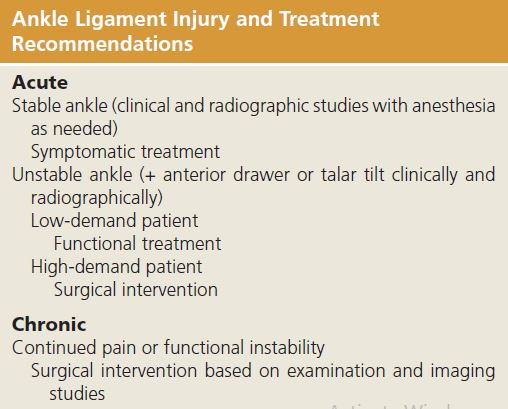 Ankle Ligament Injury and Treatment
Recommendations
Acute
Stable ankle (clinical and radiographic studies with anesthesia
as needed)
Symptomatic treatment
Unstable ankle (+ anterior drawer or talar tilt clinically and
radiographically)
Low-demand patient
Functional treatment
High-demand patient
Surgical intervention
Chronic
Continued pain or functional instability
Surgical intervention based on examination and imaging
studies